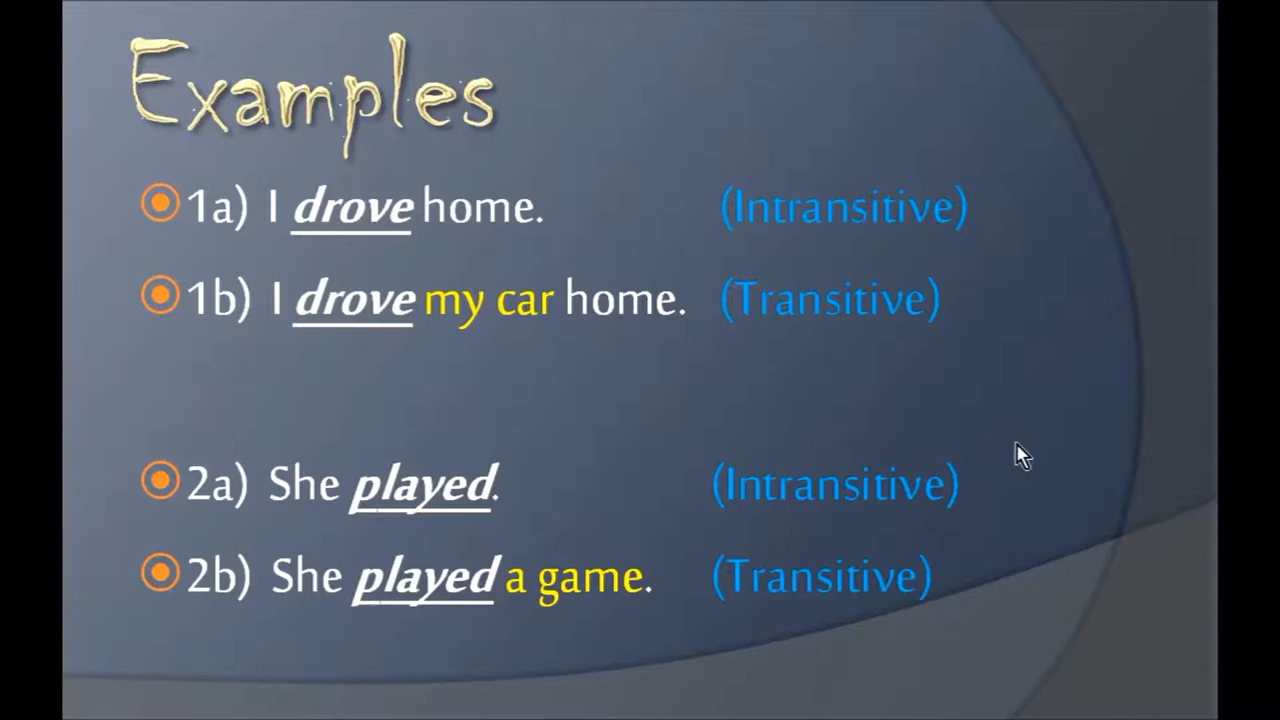 Examples
1a) I drove home. (Intransitive)
1b) I drove my car home. (Transitive)
2a) She played. (Intransitive)
2b) She played a game. (Transitive)